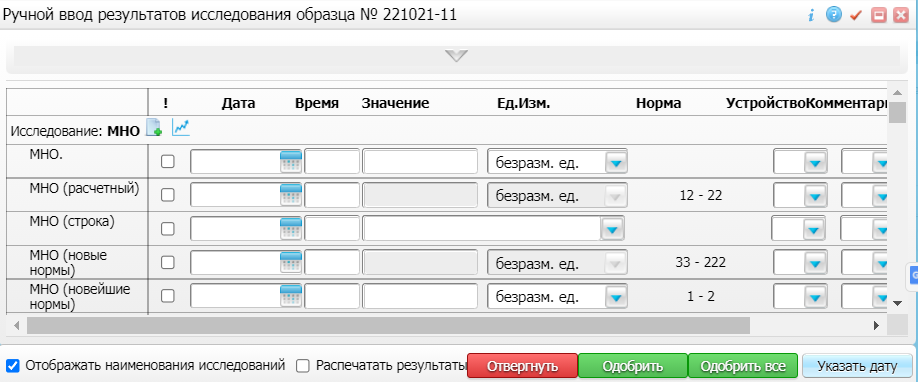 Ручной ввод результатов исследования образца № 221021-11
! Дата Время Значение Ед.Изм. Норма Устройство Комментари
Исследование: МНО
МНО. безразм. ед.
МНО (расчетный) безразм. ед. 12 - 22
МНО (строка)
МНО (новые
нормы) безразм. ед. 33 - 222
МНО (новейшие
нормы) безразм. ед. 1 - 2
Отображать наименования исследований Распечатать результаты Отвергнуть Одобрить Одобрить все Указать дату